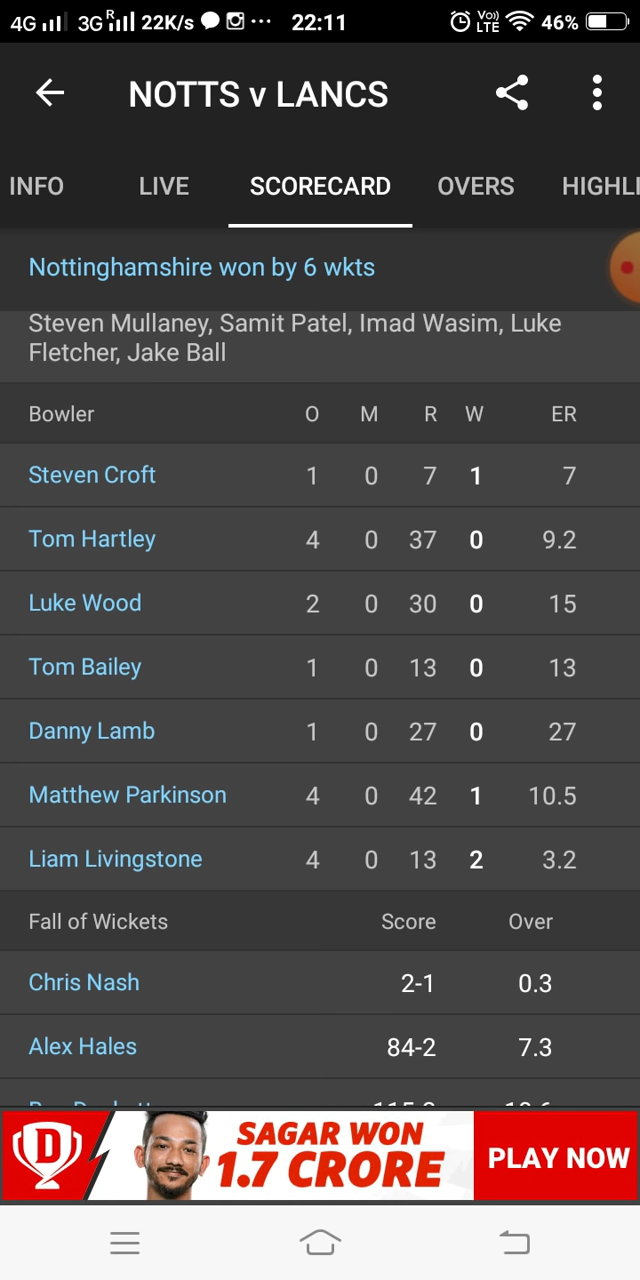 4G 3G R 22K/s 22:11 Vo) LTE 46%
NOTTS v LANCS
INFO LIVE SCORECARD OVERS HIGHLI
Nottinghamshire won by 6 wkts
Steven Mullaney, Samit Patel, Imad Wasim, Luke
Fletcher, Jake Ball
Bowler O M R W ER
Steven Croft 1 0 7 1 7
Tom Hartley 4 0 37 0 9.2
Luke Wood 2 0 30 0 15
Tom Bailey 1 0 13 0 13
Danny Lamb 1 0 27 0 27
Matthew Parkinson 4 0 42 1 10.5
Liam Livingstone 4 0 13 2 3.2
Fall of Wickets Score Over
Chris Nash 2-1 0.3
Alex Hales 84-2 7.3
D
SAGAR WON
1.7 CRORE
PLAY NOW